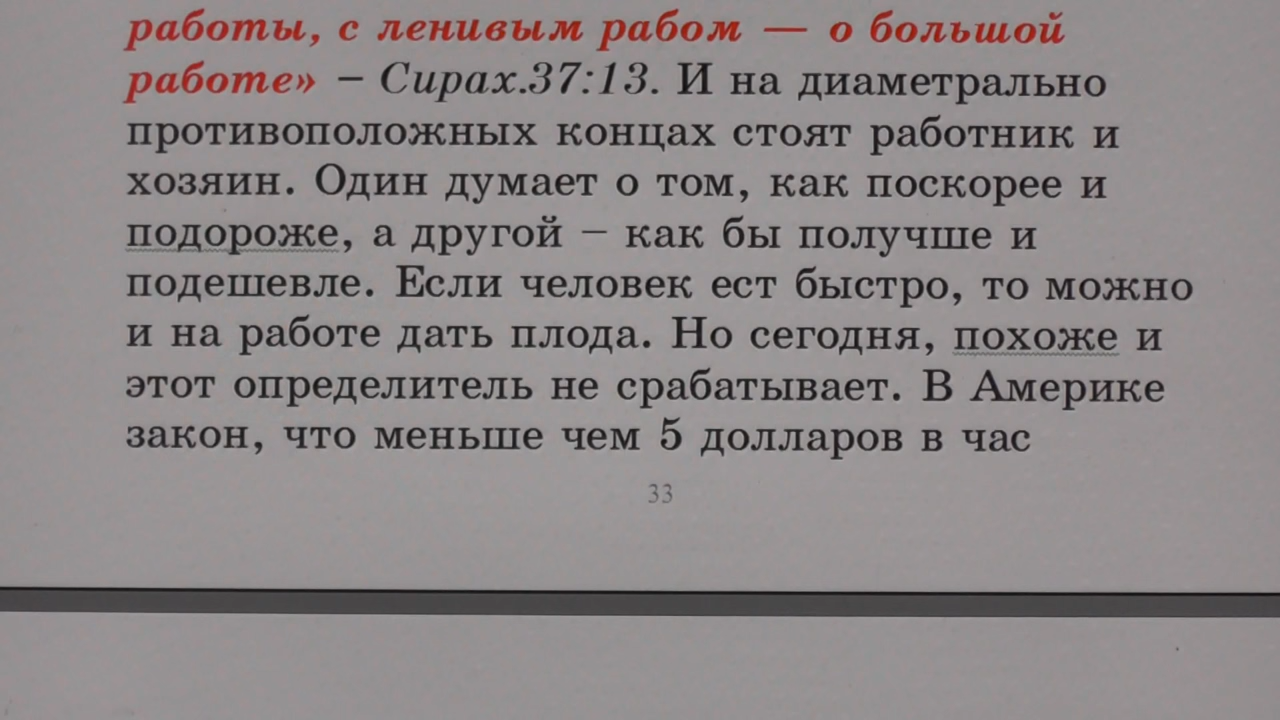 работы, с ленивым рабом — о большой
работе» – Сирах.37:13. И на диаметрально
противоположных концах стоят работник и
хозяин. Один думает о том, как поскорее и
подороже, а другой – как бы получше и
подешевле. Если человек ест быстро, то можно
и на работе дать плода. Но сегодня, похоже и
этот определитель не срабатывает. В Америке
закон, что меньше чем 5 долларов в час
33